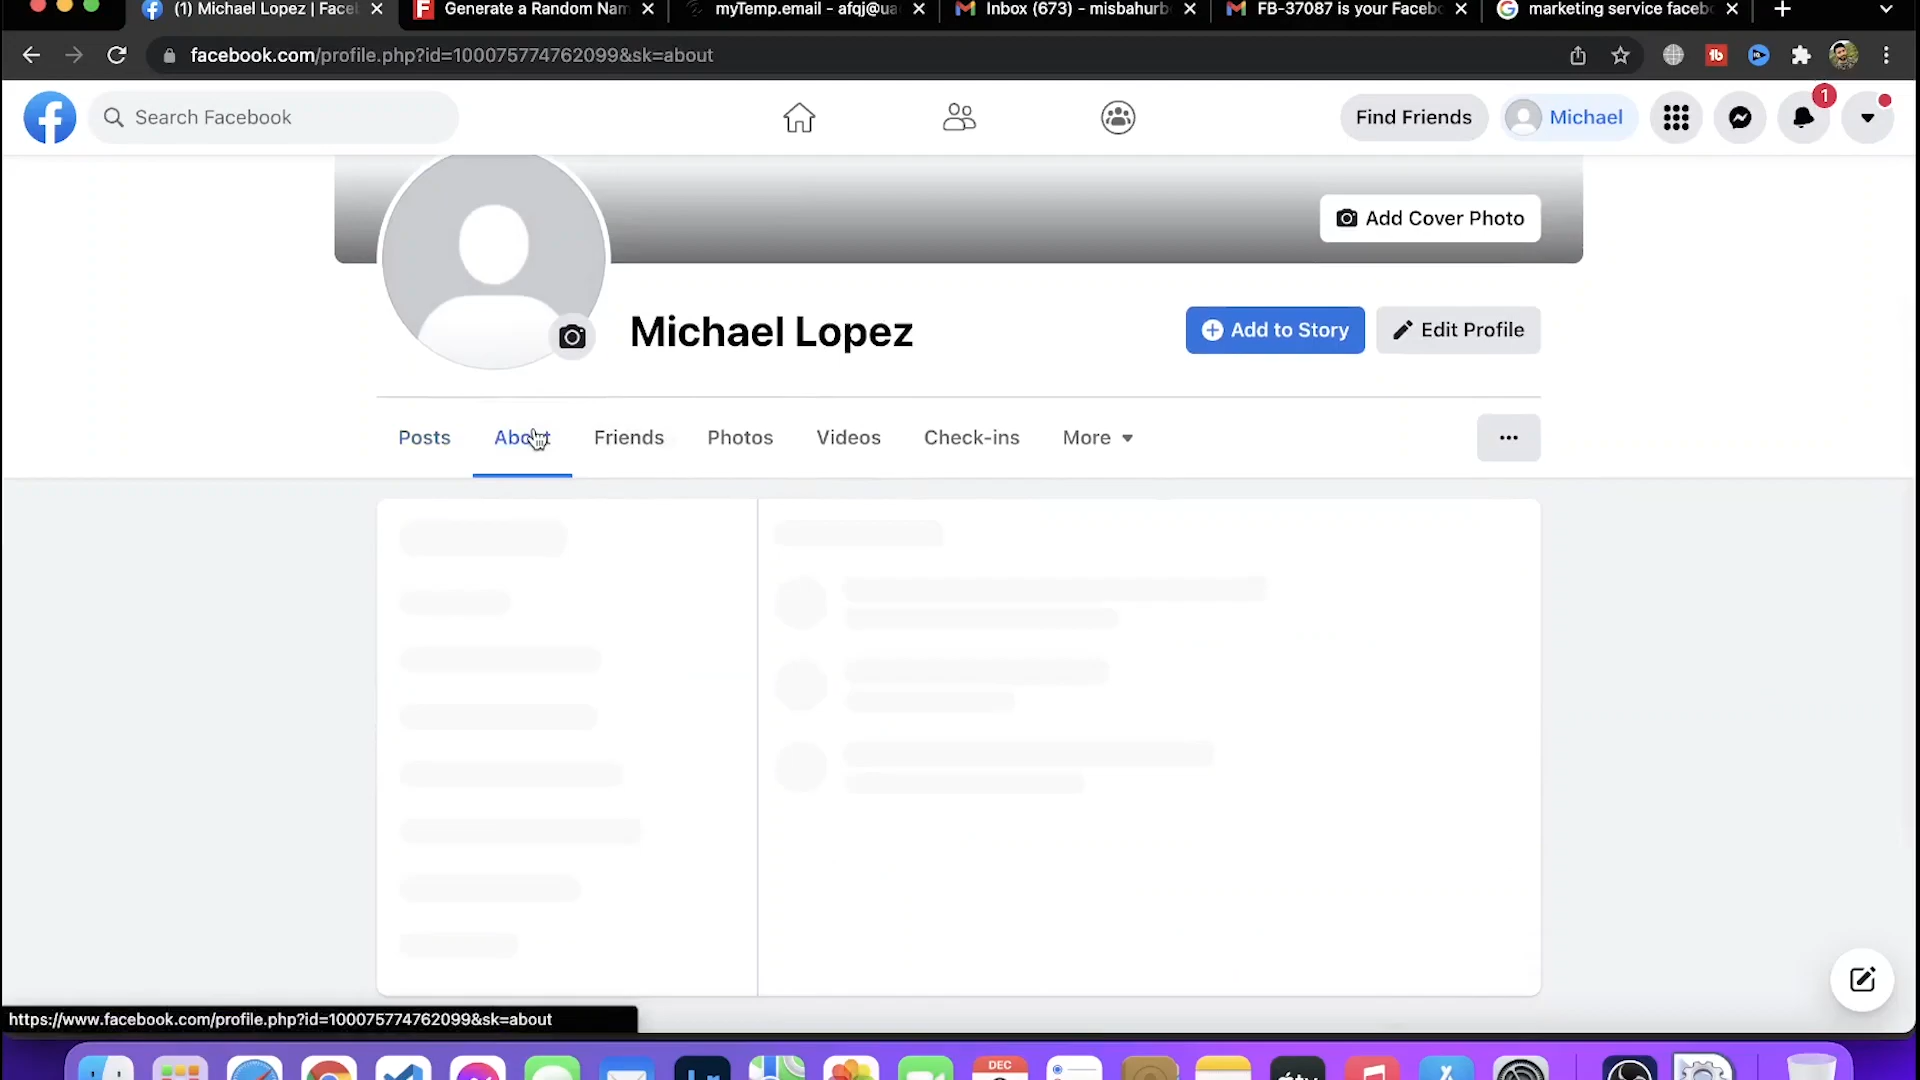 (1) Michael Lopez | Faceb
Generate a Random Nam
myTemp.email - afqj@ua
Inbox (673) - misbahurb
FB-37087 is your Facebo
marketing service facebo
facebook.com/profile.php?id=100075774762099&sk=about
Search Facebook
Find Friends
Michael
1
Add Cover Photo
Michael Lopez
Add to Story
Edit Profile
Posts
About
Friends
Photos
Videos
Check-ins
More
https://www.facebook.com/profile.php?id=100075774762099&sk=about
DEC